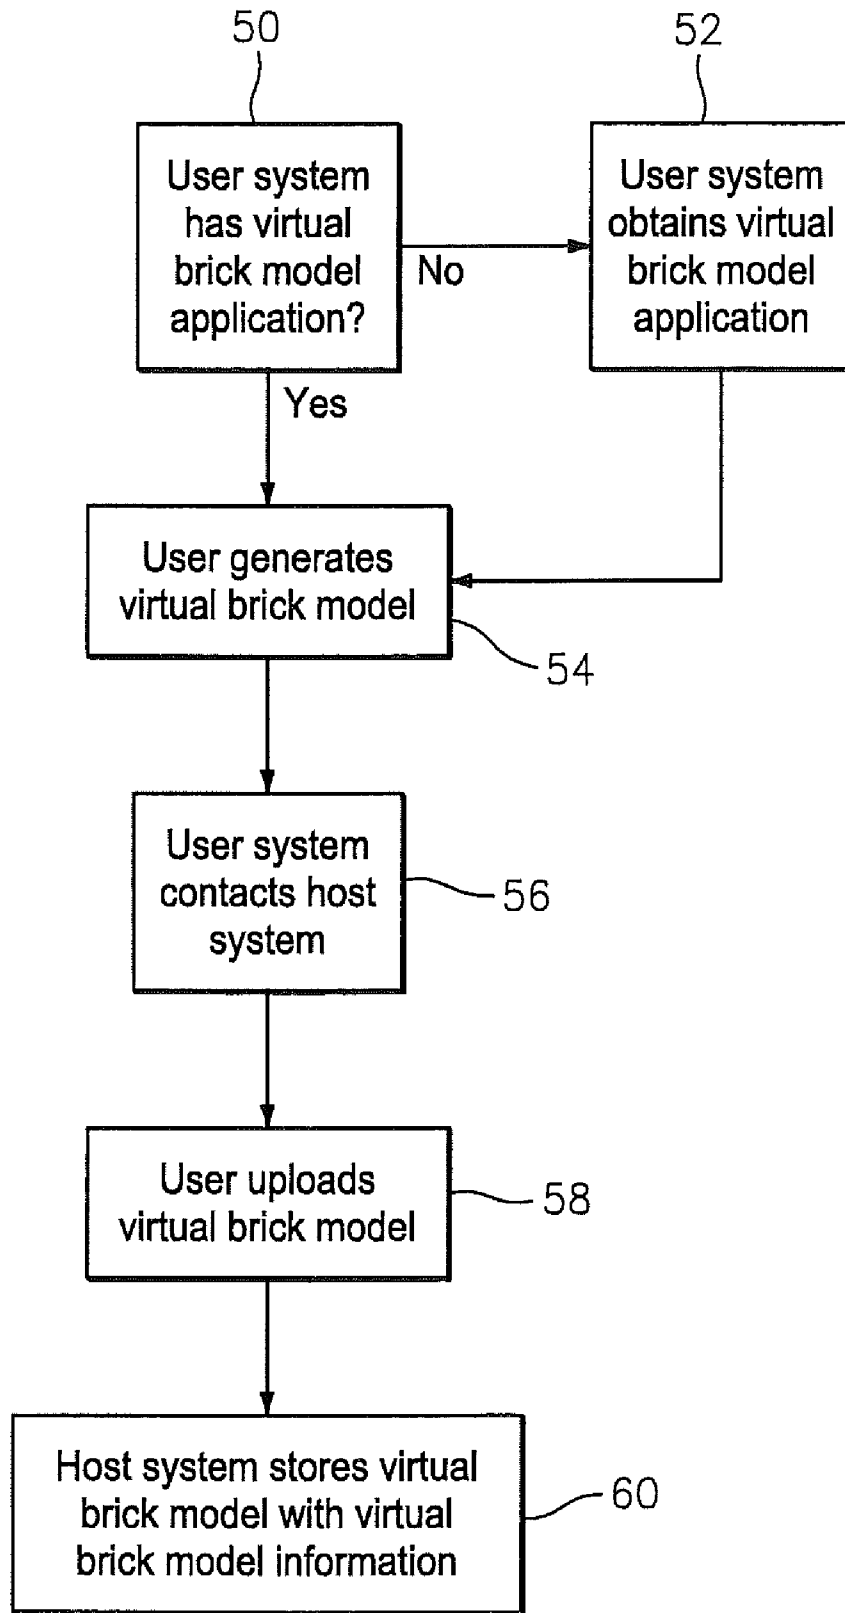 50
52
User system
has virtual
brick model
application?
No
User system
obtains virtual
brick model
application
Yes
User generates
virtual brick model
54
User system
contacts host
system
56
User uploads
virtual brick model
58
Host system stores virtual
brick model with virtual
brick model information
60